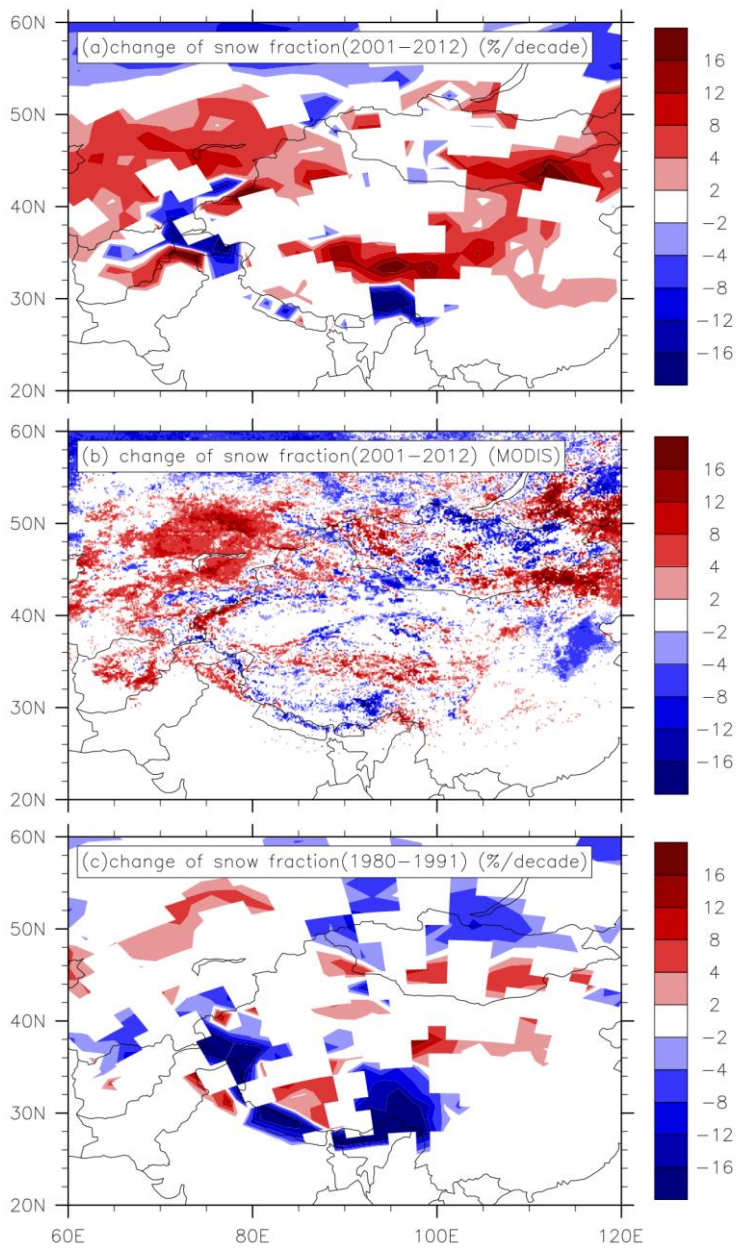 60N
(a)change of snow fraction(2001−2012) (%/decade)
50N
40N
30N
20N
16
12
8
4
2
−2
−4
−8
−12
−16
60N
(b) change of snow fraction(2001−2012) (MODIS)
50N
40N
30N
20N
16
12
8
4
2
−2
−4
−8
−12
−16
60N
(c)change of snow fraction(1980−1991) (%/decade)
50N
40N
30N
20N
60E 80E 100E 120E
16
12
8
4
2
−2
−4
−8
−12
−16